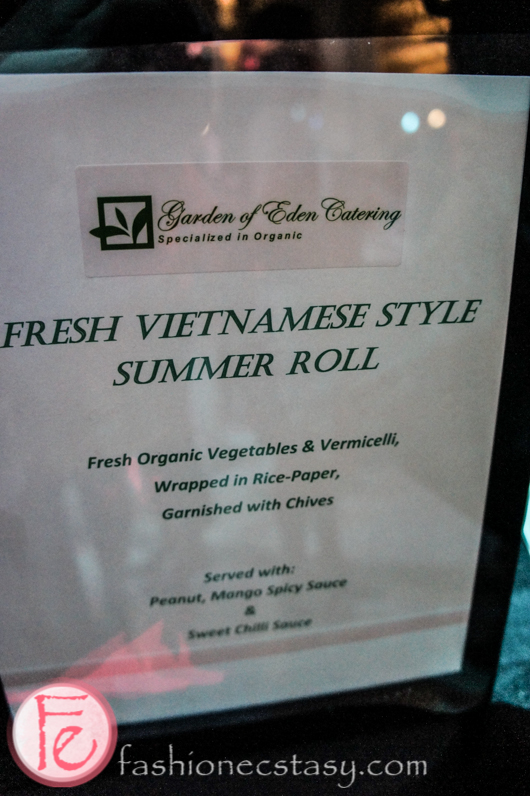 Garden of Eden Catering
Specialized in Organic
FRESH VIETNAMESE STYLE
SUMMER ROLL
Fresh Organic Vegetables & Vermicelli,
Wrapped in Rice-Paper,
Garnished with Chives
Served with:
Peanut, Mango Spicy Sauce
&
Sweet Chilli Sauce
Fe
fashionecstasy.com